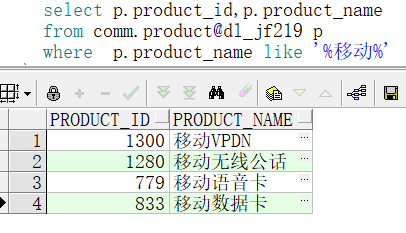 select p.product_id,p.product_name
from comm.product@dl_jf219 p
where  p.product_name like '%移动%'
PRODUCT_ID PRODUCT_NAME
1 1300 移动VPDN ...
2 1280 移动无线公话 ...
3 779 移动语音卡 ...
4 833 移动数据卡 ...